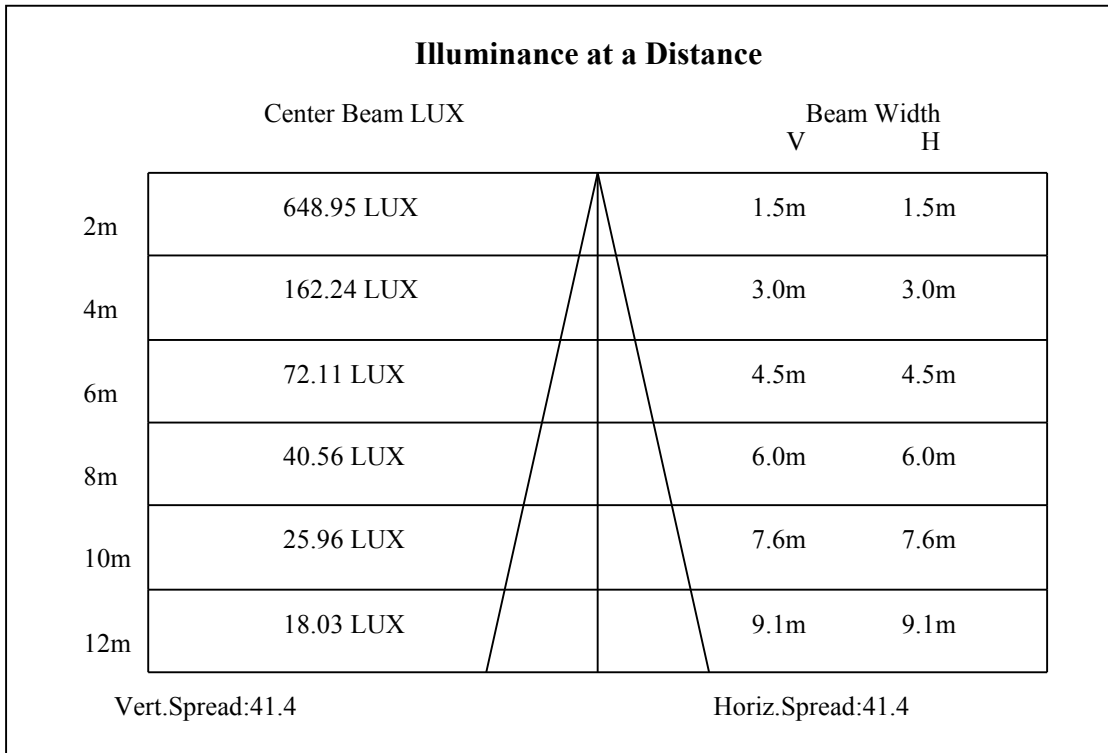 Illuminance at a Distance
Center Beam LUX Beam Width
V H
2m 648.95 LUX 1.5m 1.5m
4m 162.24 LUX 3.0m 3.0m
6m 72.11 LUX 4.5m 4.5m
8m 40.56 LUX 6.0m 6.0m
10m 25.96 LUX 7.6m 7.6m
12m 18.03 LUX 9.1m 9.1m
Vert.Spread:41.4 Horiz.Spread:41.4